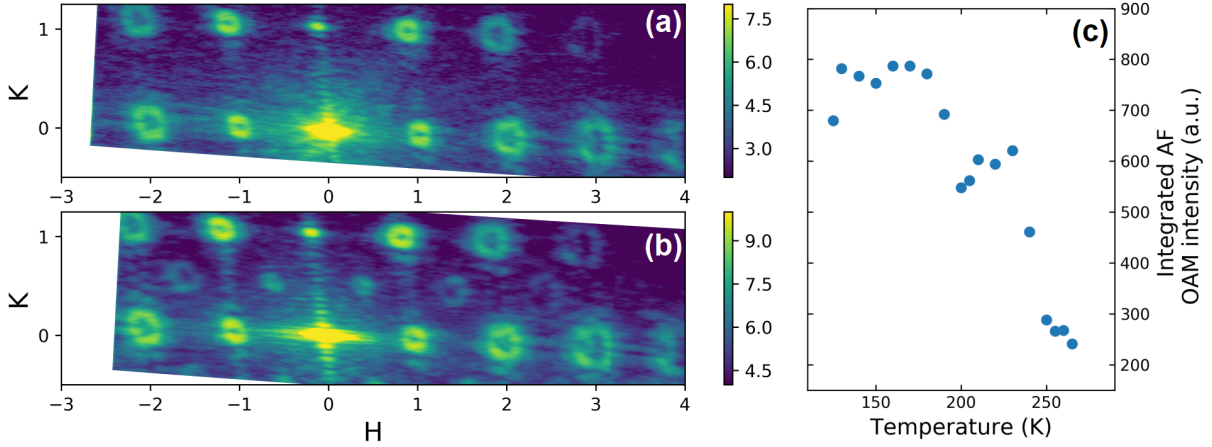 (a)
K
1
0
−3 −2 −1 0 1 2 3 4
7.5
6.0
4.5
3.0
(b)
K
1
0
−3 −2 −1 0 1 2 3 4
H
9.0
7.5
6.0
4.5
(c)
900
800
700
600
500
400
300
200
Integrated AF
OAM intensity (a.u.)
150 200 250
Temperature (K)